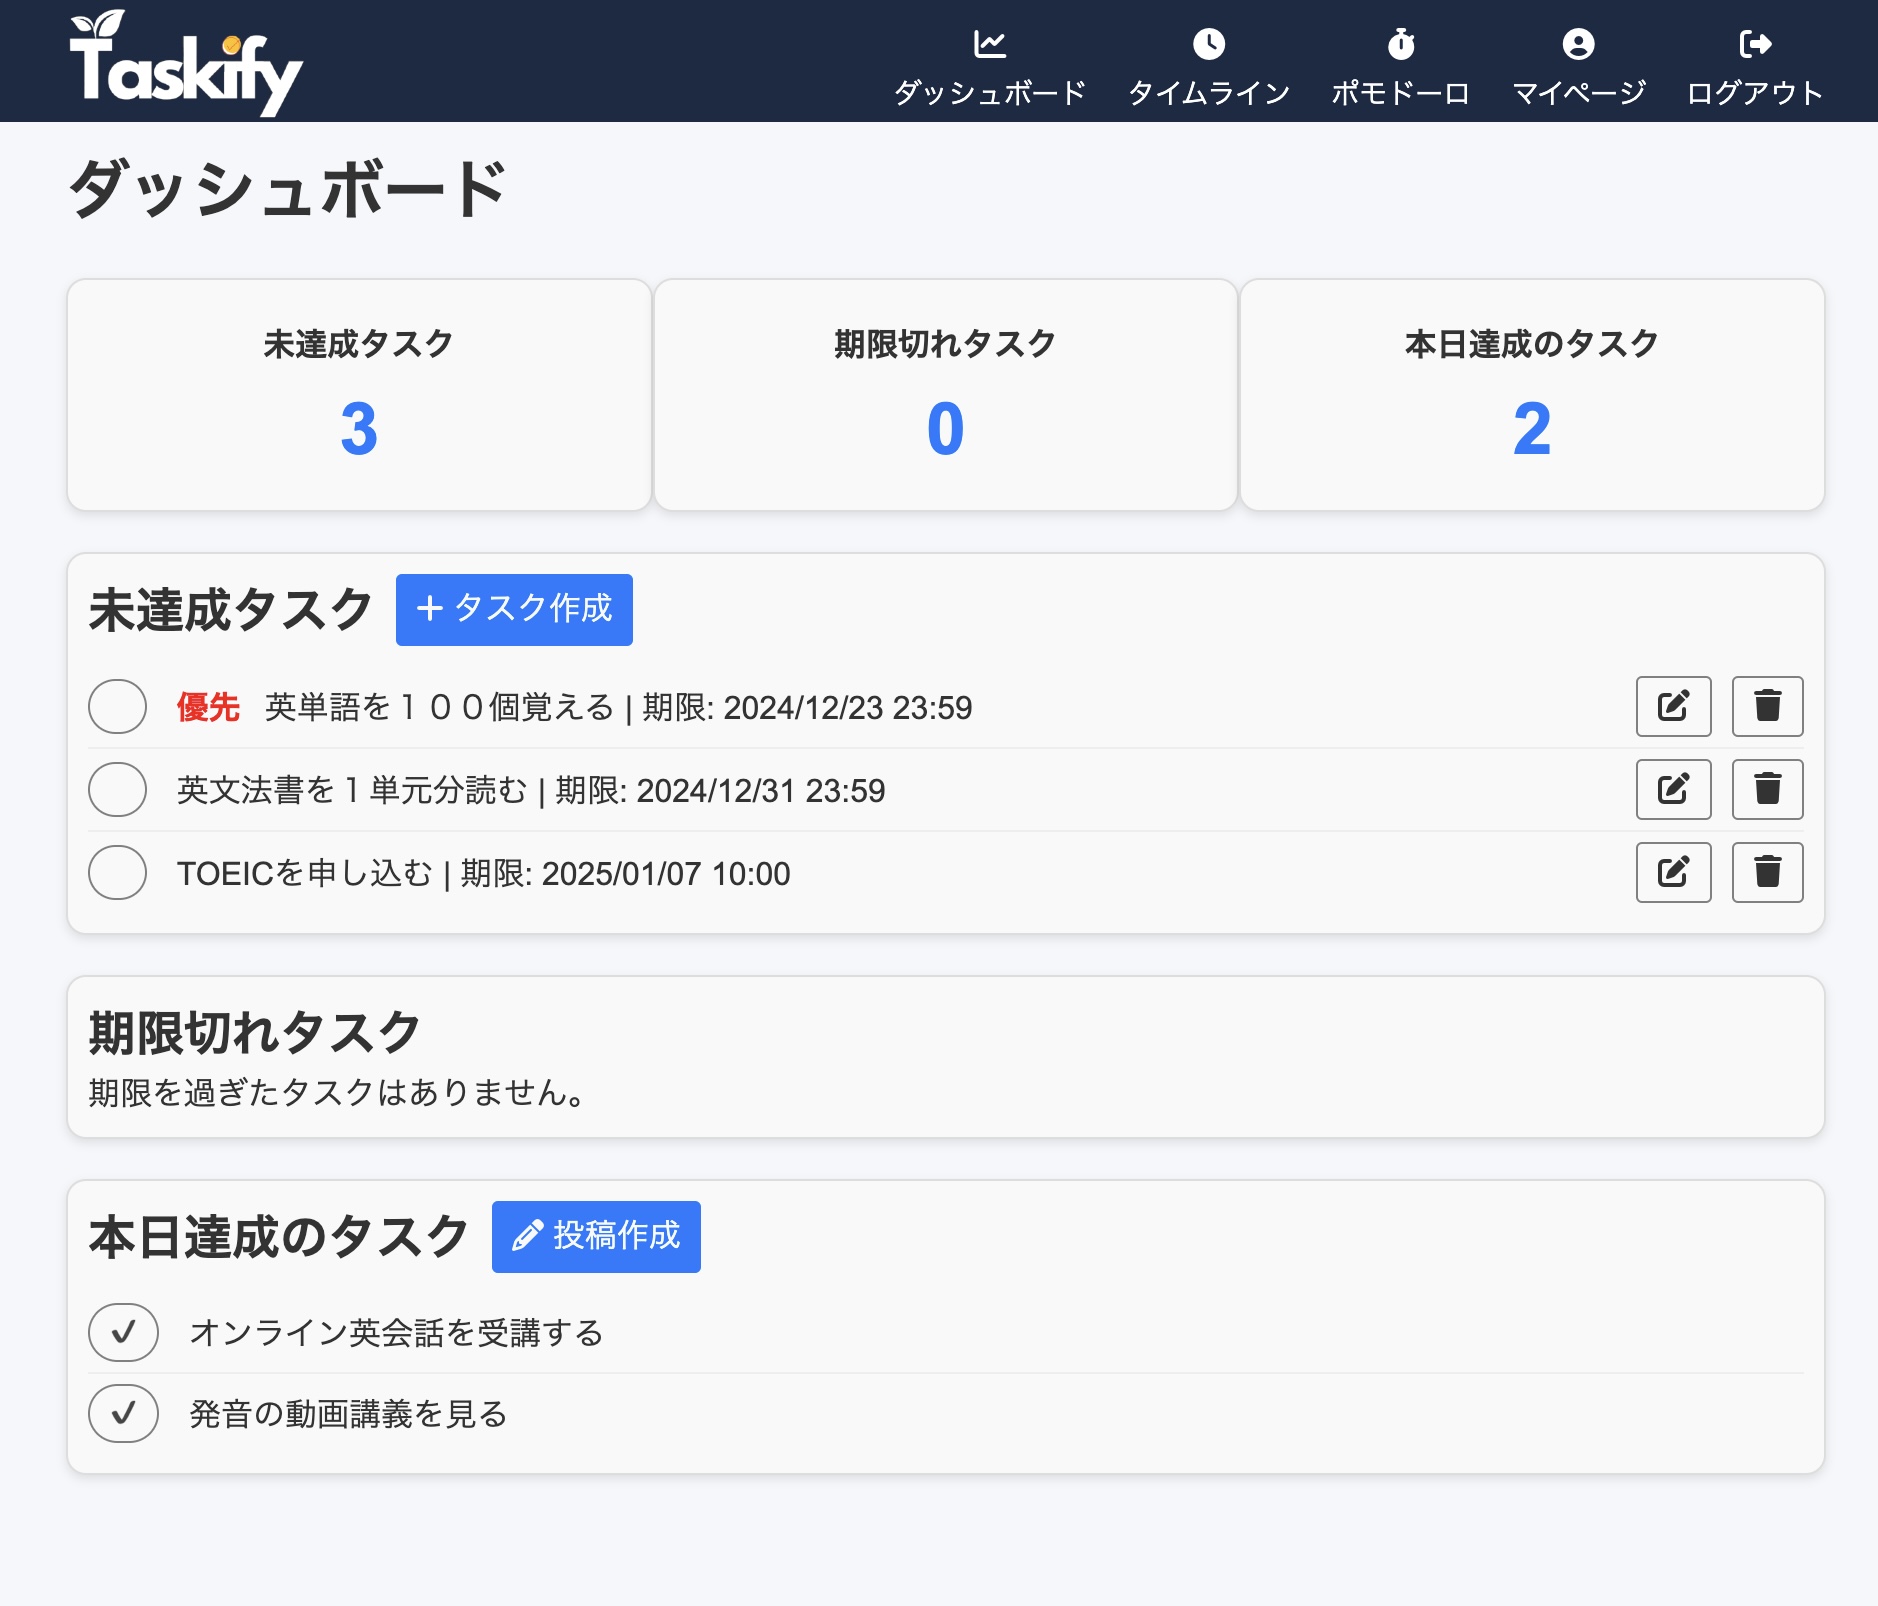 Taskify
ダッシュボード タイムライン ポモドーロ マイページ ログアウト
ダッシュボード
未達成タスク 期限切れタスク 本日達成のタスク
3 0 2
未達成タスク + タスク作成
優先 英単語を１００個覚える | 期限: 2024/12/23 23:59
英文法書を１単元分読む | 期限: 2024/12/31 23:59
TOEICを申し込む | 期限: 2025/01/07 10:00
期限切れタスク
期限を過ぎたタスクはありません。
本日達成のタスク 投稿作成
オンライン英会話を受講する
発音の動画講義を見る